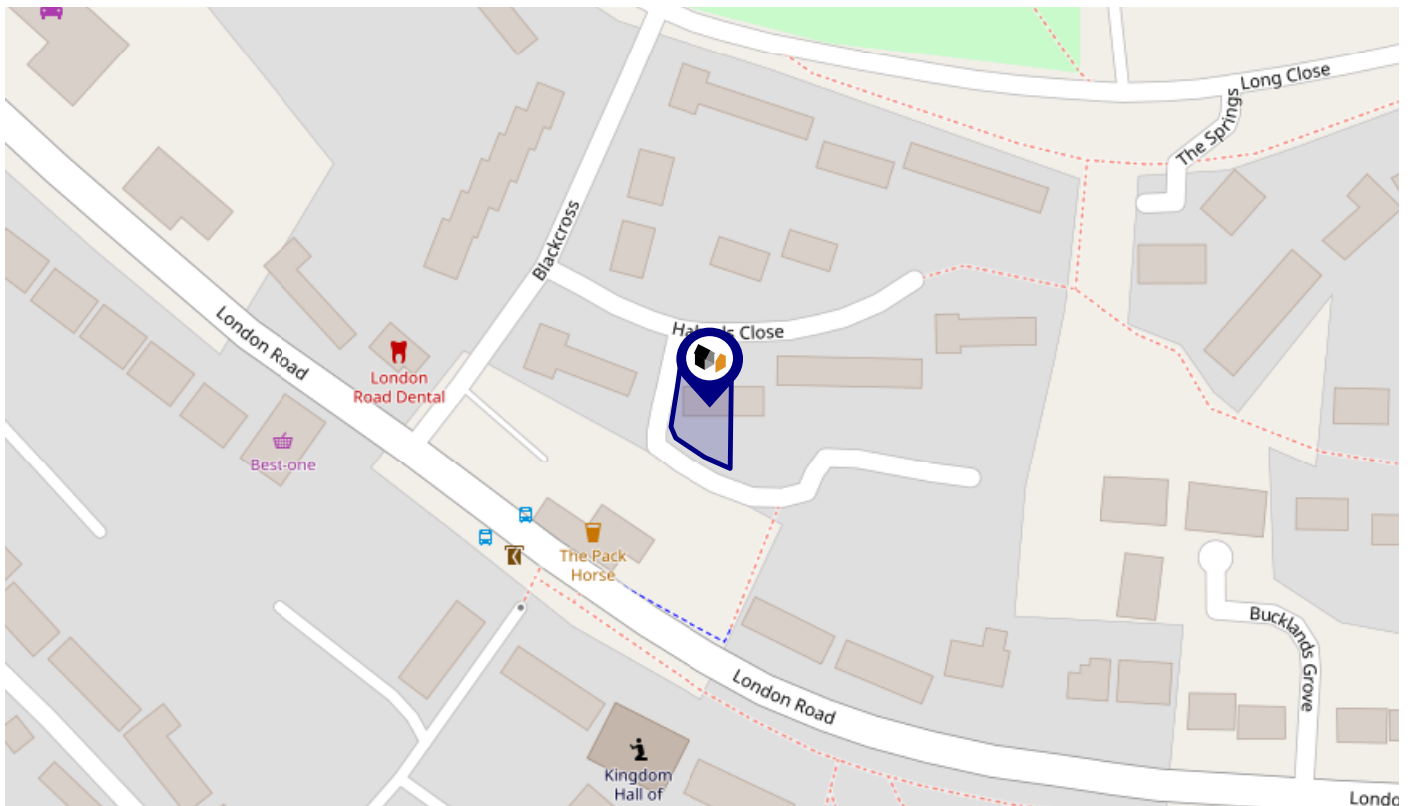 Long Close
The Springs
Blackcross
Close
London Road
London
Road Dental
Best-one
The Pack
Horse
Bucklands Grove
London Road
Kingdom
Hall of
Londo